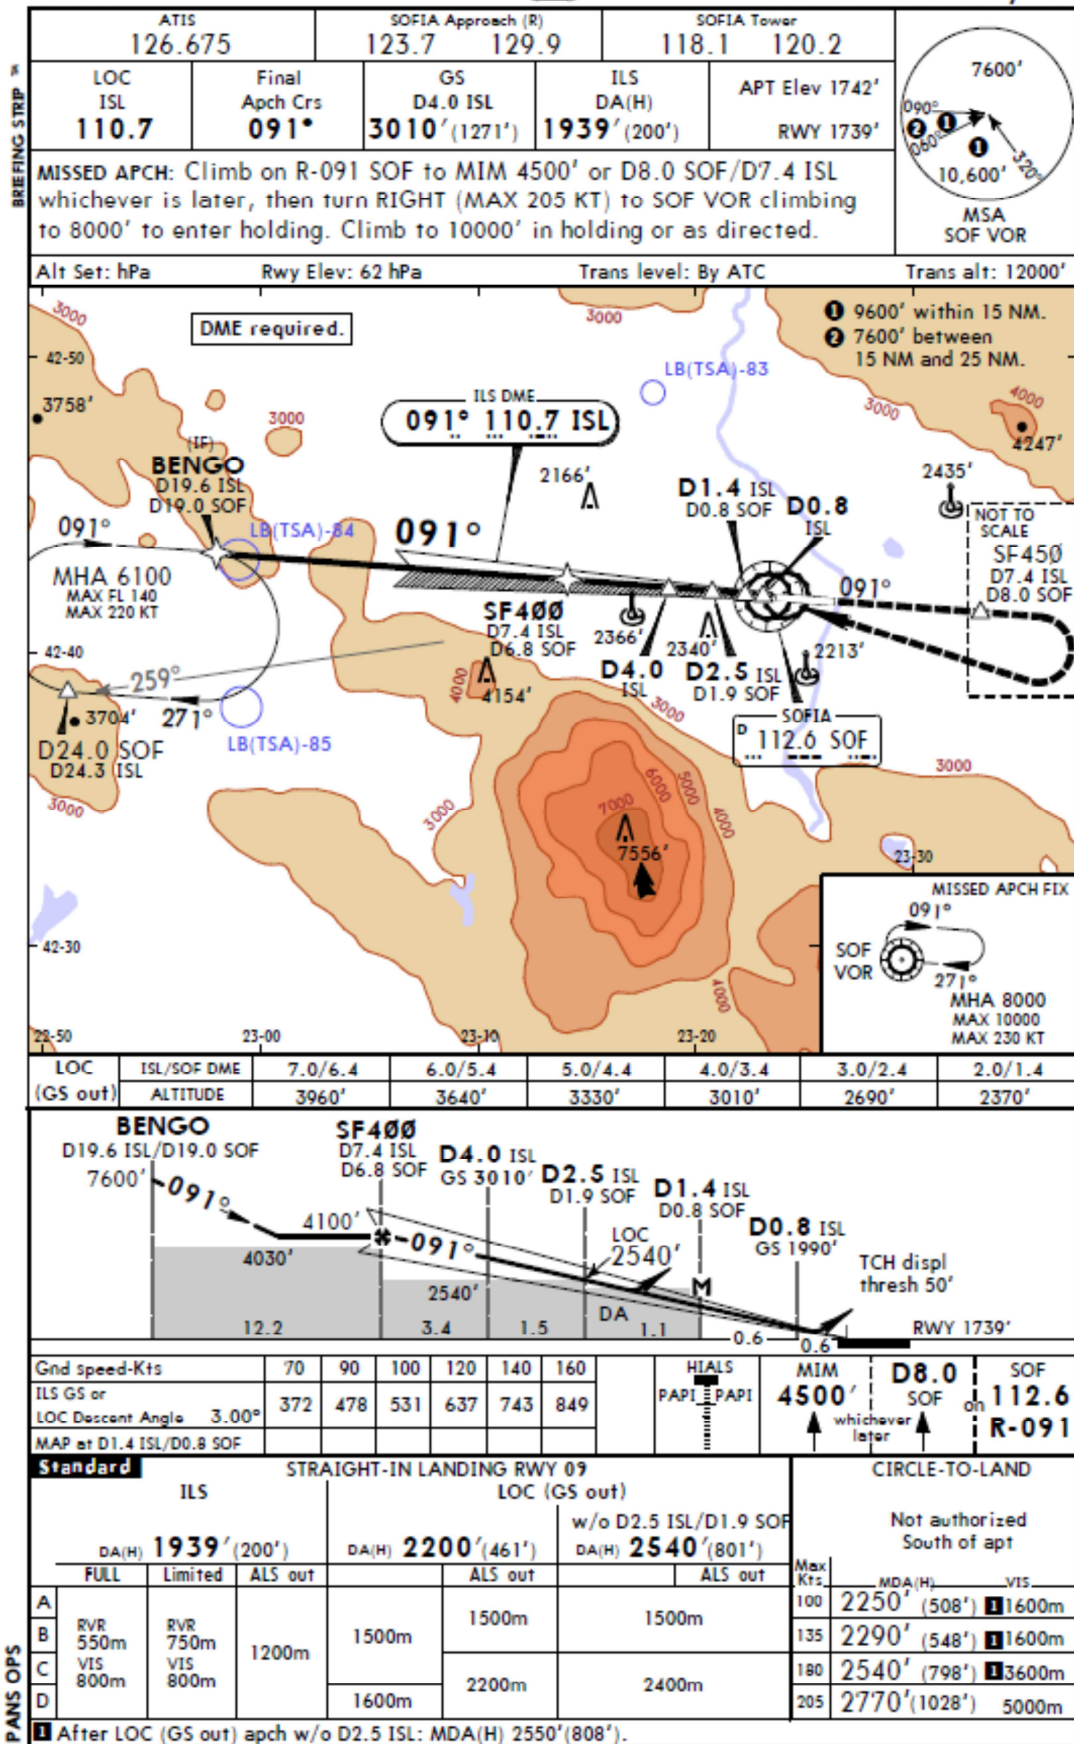 ATIS
126.675
SOFIA Approach (R)
123.7 129.9
SOFIA Tower
118.1 120.2
BRIEFING STRIP
LOC
ISL
110.7
Final
Apch Crs
091°
GS
D4.0 ISL
3010'(1271')
ILS
DA(H)
1939'(200')
APT Elev 1742'
RWY 1739'
MISSED APCH: Climb on R-091 SOF to MIM 4500' or D8.0 SOF/D7.4 ISL
whichever is later, then turn RIGHT (MAX 205 KT) to SOF VOR climbing
to 8000' to enter holding. Climb to 10000' in holding or as directed.
7600'
090°
2 1
060°
1
10,600'
320°
MSA
SOF VOR
Alt Set: hPa Rwy Elev: 62 hPa Trans level: By ATC Trans alt: 12000'
3000
DME required.
3000
1 9600' within 15 NM.
2 7600' between
15 NM and 25 NM.
42-50
LB(TSA)-83
3758'
3000
ILS DME
091° 110.7 ISL
3000
4000
4247'
(IF)
BENGO
D19.6 ISL
D19.0 SOF
2166'
D1.4 ISL
D0.8 SOF
D0.8
ISL
2435'
NOT TO
SCALE
SF450
D7.4 ISL
D8.0 SOF
091°
LB(TSA)-84
091°
091°
MHA 6100
MAX FL 140
MAX 220 KT
SF400
D7.4 ISL
D6.8 SOF
2366'
2340'
2213'
42-40
D4.0
ISL
D2.5 ISL
D1.9 SOF
259°
4000
4154'
3000
3704'
271°
D24.0 SOF
D24.3 ISL
LB(TSA)-85
SOFIA
D 112.6 SOF
3000
3000
3000
7000
6000
5000
4000
7556'
23-30
MISSED APCH FIX
091°
SOF
VOR
271°
MHA 8000
MAX 10000
MAX 230 KT
42-30
4000
22-50 23-00 23-10 23-20
LOC
(GS out)
ISL/SOF DME 7.0/6.4 6.0/5.4 5.0/4.4 4.0/3.4 3.0/2.4 2.0/1.4
ALTITUDE 3960' 3640' 3330' 3010' 2690' 2370'
BENGO
D19.6 ISL/D19.0 SOF
7600'
091°
SF400
D7.4 ISL
D6.8 SOF
4100'
D4.0 ISL
GS 3010'
D2.5 ISL
D1.9 SOF
D1.4 ISL
D0.8 SOF
D0.8 ISL
GS 1990'
091°
LOC
2540'
TCH displ
thresh 50'
4030'
2540'
M
DA
12.2 3.4 1.5 1.1 0.6 0.6
RWY 1739'
Gnd speed-Kts 70 90 100 120 140 160
ILS GS or
LOC Descent Angle 3.00° 372 478 531 637 743 849
MAP at D1.4 ISL/D0.8 SOF
HIALS
PAPI PAPI
MIM
4500'
whichever
later
D8.0
SOF
on
SOF
112.6
R-091
Standard STRAIGHT-IN LANDING RWY 09
CIRCLE-TO-LAND
ILS
LOC (GS out)
w/o D2.5 ISL/D1.9 SOF
Not authorized
South of apt
DA(H) 1939'(200')
DA(H) 2200'(461')
DA(H) 2540'(801')
FULL Limited ALS out
ALS out
ALS out
Max
Kts
MDA(H) VIS
A
B
C
D
RVR
550m
VIS
800m
RVR
750m
VIS
800m
1200m
1500m
1600m
1500m
2200m
1500m
2400m
100 2250' (508') 1 1600m
135 2290' (548') 1 1600m
180 2540' (798') 1 3600m
205 2770'(1028') 5000m
1 After LOC (GS out) apch w/o D2.5 ISL: MDA(H) 2550'(808').
PANS OPS